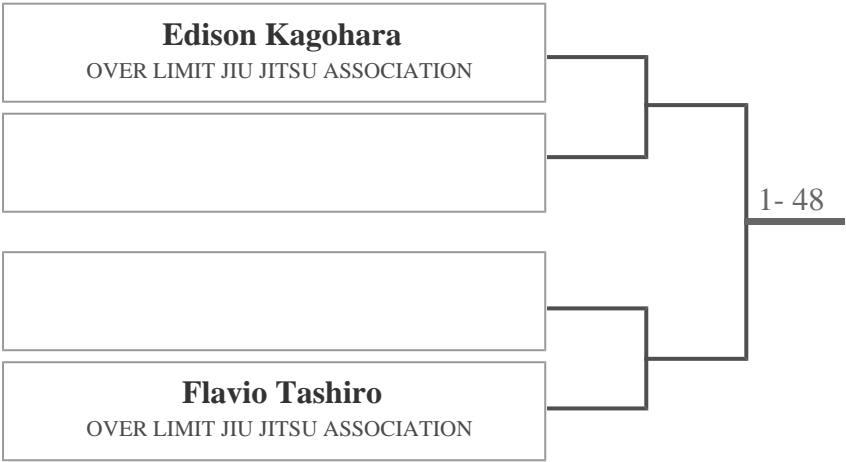 Edison Kagohara
OVER LIMIT JIU JITSU ASSOCIATION
1- 48
Flavio Tashiro
OVER LIMIT JIU JITSU ASSOCIATION